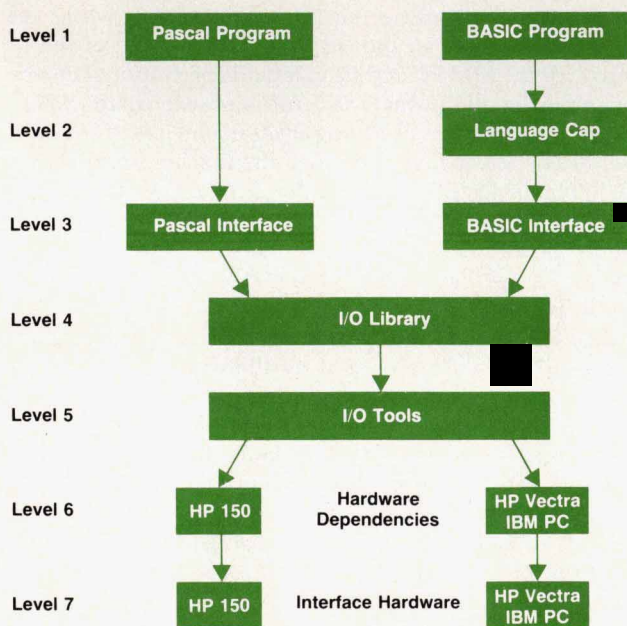 Level 1
Pascal Program
BASIC Program
Level 2
Language Cap
Level 3
Pascal Interface
BASIC Interface
Level 4
I/O Library
Level 5
I/O Tools
Level 6
HP 150
Hardware
Dependencies
HP Vectra
IBM PC
Level 7
HP 150
Interface Hardware
HP Vectra
IBM PC